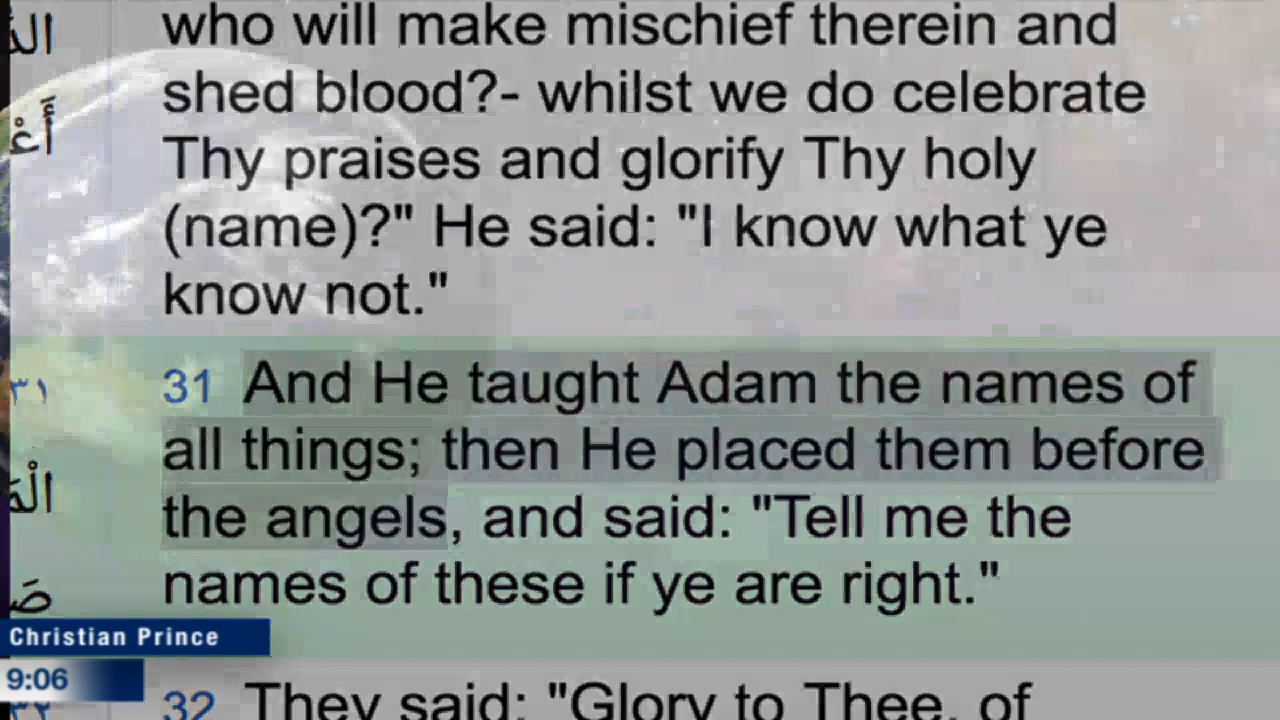 who will make mischief therein and
shed blood?- whilst we do celebrate
Thy praises and glorify Thy holy
(name)?" He said: "I know what ye
know not."
٣١ 31 And He taught Adam the names of
all things; then He placed them before
the angels, and said: "Tell me the
names of these if ye are right."
Christian Prince
9:06
32 They said: "Glory to Thee, of